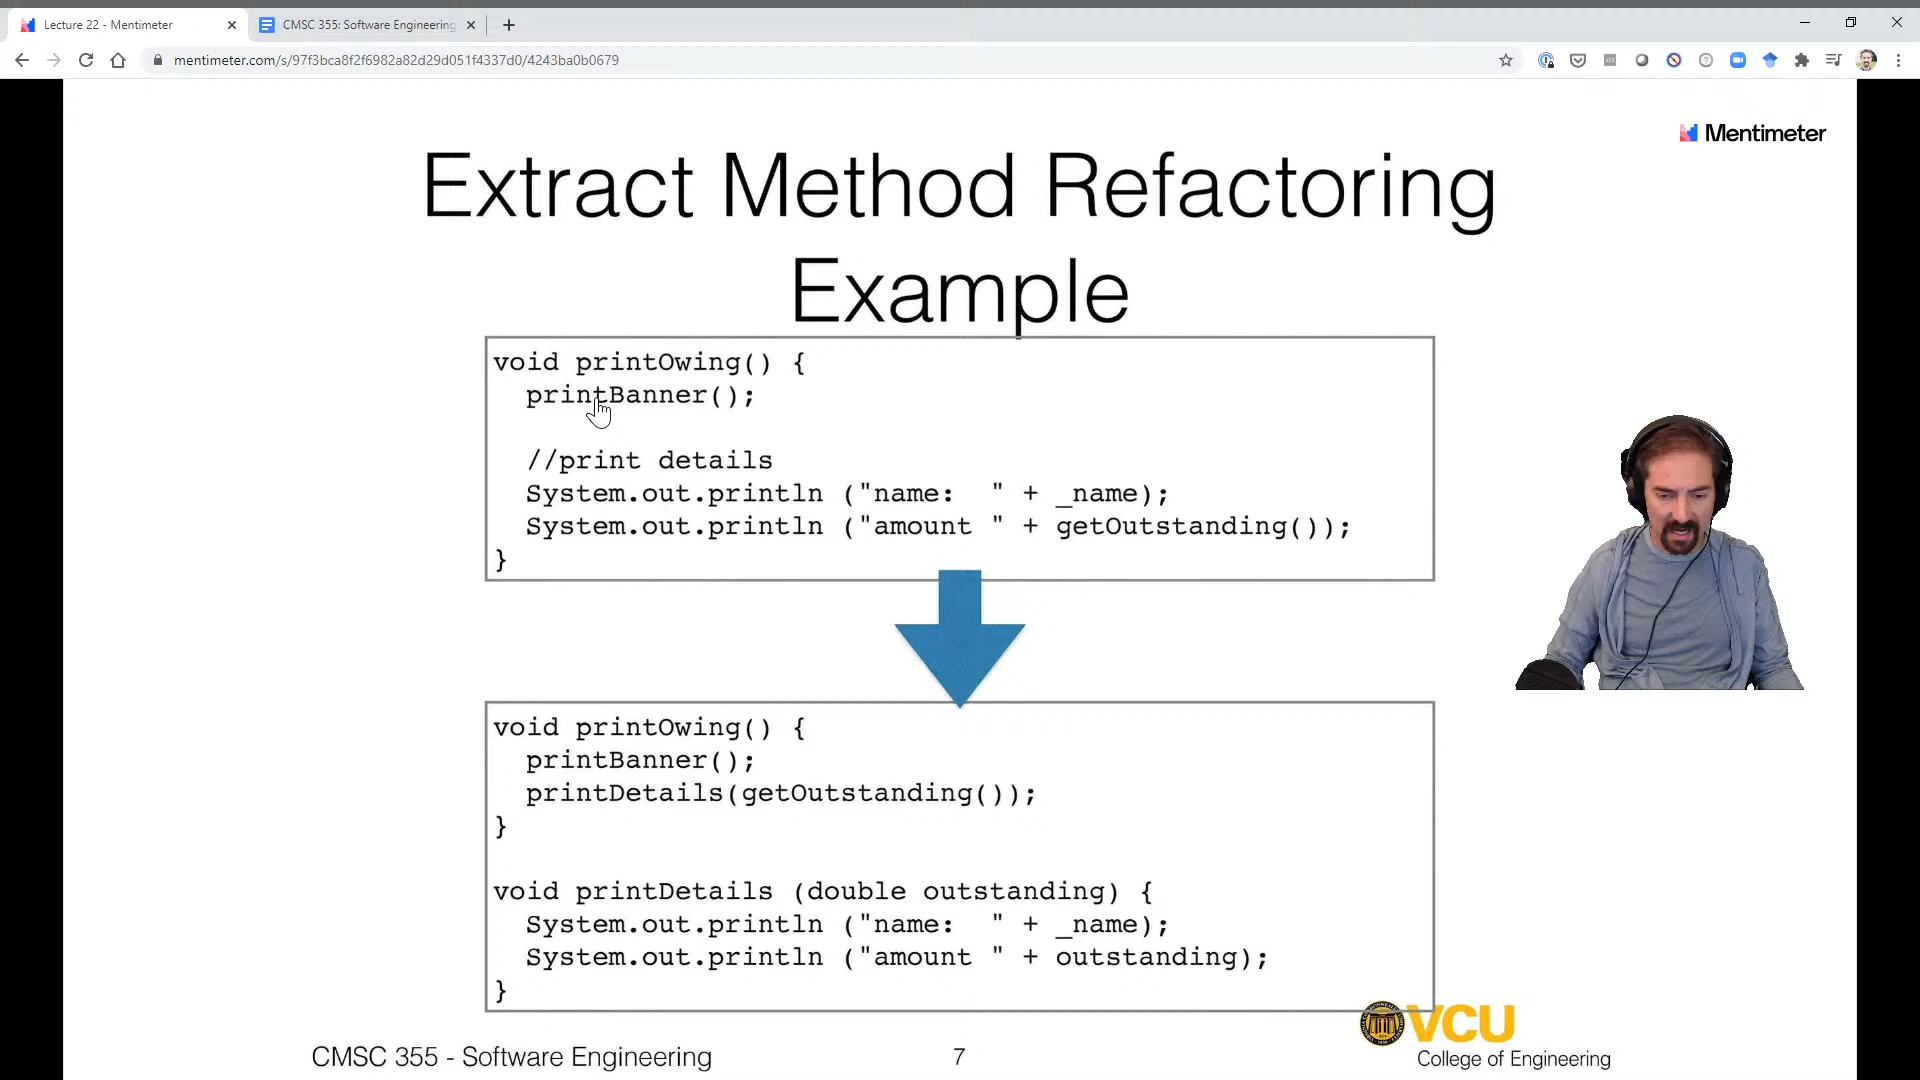 Lecture 22 - Mentimeter
CMSC 355: Software Engineering
mentimeter.com/s/97f3bca8f2f6982a82d29d051f4337d0/4243ba0b0679
Mentimeter
Extract Method Refactoring
Example
void printOwing() {
  printBanner();
  //print details
  System.out.println ("name:  " + _name);
  System.out.println ("amount " + getOutstanding());
}
void printOwing() {
  printBanner();
  printDetails(getOutstanding());
}
void printDetails (double outstanding) {
  System.out.println ("name:  " + _name);
  System.out.println ("amount " + outstanding);
}
VCU
College of Engineering
CMSC 355 - Software Engineering
7